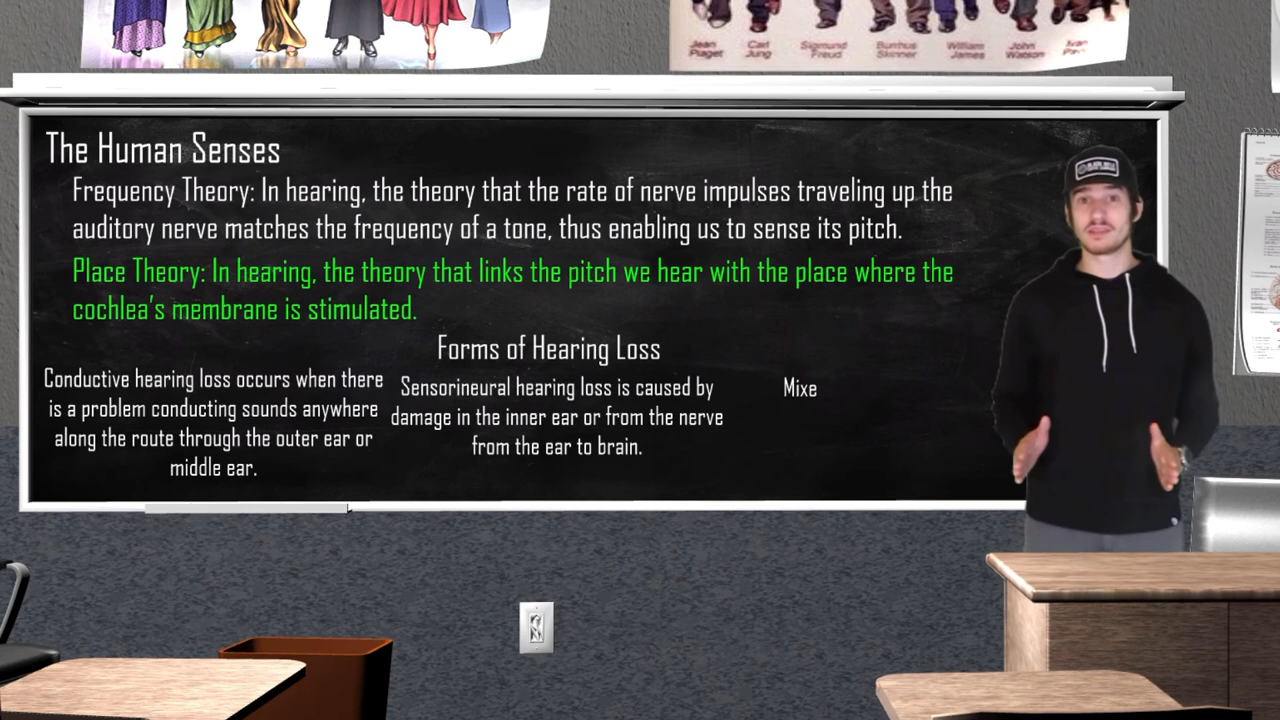 Jean Piaget
Carl Jung
Sigmund Freud
Burrhus Skinner
William James
John Watson
Ivan
The Human Senses
Frequency Theory: In hearing, the theory that the rate of nerve impulses traveling up the
auditory nerve matches the frequency of a tone, thus enabling us to sense its pitch.
Place Theory: In hearing, the theory that links the pitch we hear with the place where the
cochlea's membrane is stimulated.
Forms of Hearing Loss
Conductive hearing loss occurs when there
is a problem conducting sounds anywhere
along the route through the outer ear or
middle ear.
Sensorineural hearing loss is caused by
damage in the inner ear or from the nerve
from the ear to brain.
Mixe